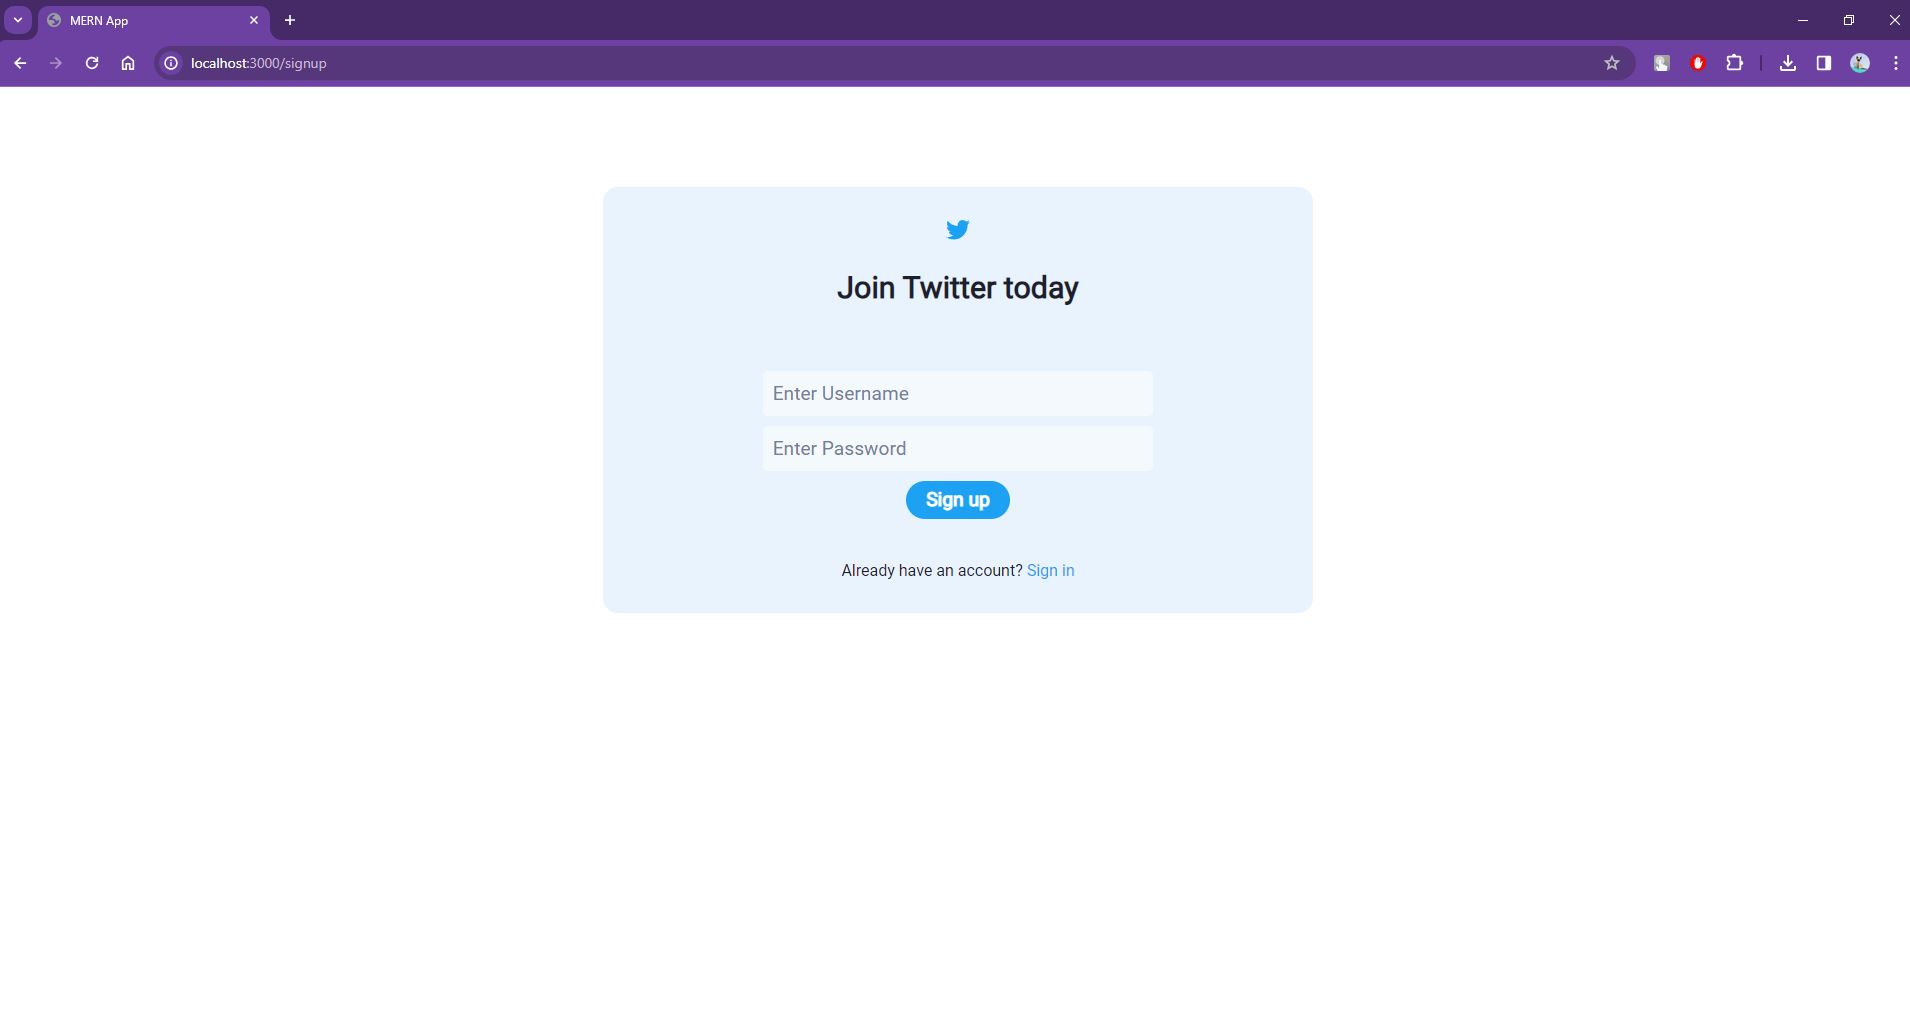 MERN App
localhost:3000/signup
Join Twitter today
Enter Username
Enter Password
Sign up
Already have an account? Sign in